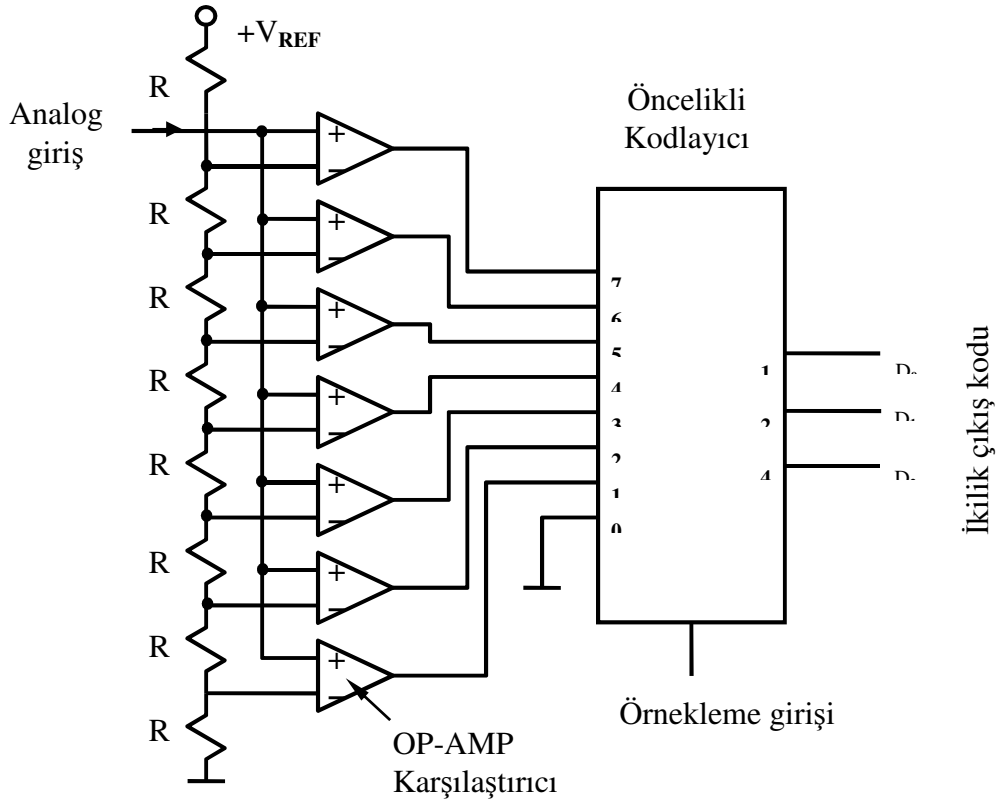 +V_REF
R
Analog
giriş
Öncelikli
Kodlayıcı
+
−
R
+
−
R
+
−
R
+
−
R
+
−
R
+
−
R
+
−
R
7
6
5
4
3
2
1
0
1
2
4
İkilik çıkış kodu
Örnekleme girişi
OP-AMP
Karşılaştırıcı